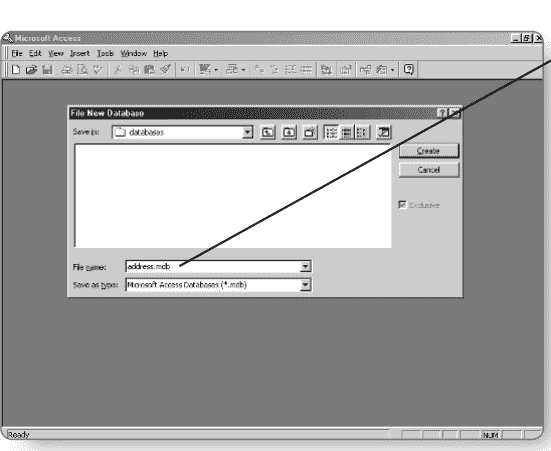 Microsoft Access
File Edit View Insert Tools Window Help
File New Database
Save in: databases
Create
Cancel
Exclusive
File name: address.mdb
Save as type: Microsoft Access Databases (*.mdb)
Ready NUM